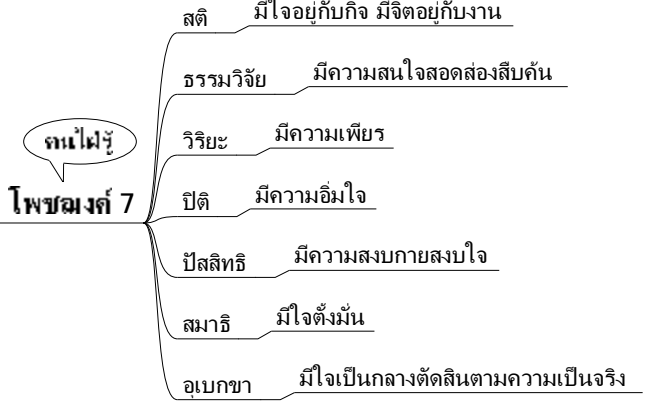 สติ
มีใจอยู่กับกิจ มีจิตอยู่กับงาน
ธรรมวิจัย
มีความสนใจสอดส่องสืบค้น
คนใฝ่รู้
วิริยะ
มีความเพียร
โพชฌงค์ 7
ปิติ
มีความอิ่มใจ
ปัสสิทธิ
มีความสงบกายสงบใจ
สมาธิ
มีใจตั้งมั่น
อุเบกขา
มีใจเป็นกลางตัดสินตามความเป็นจริง